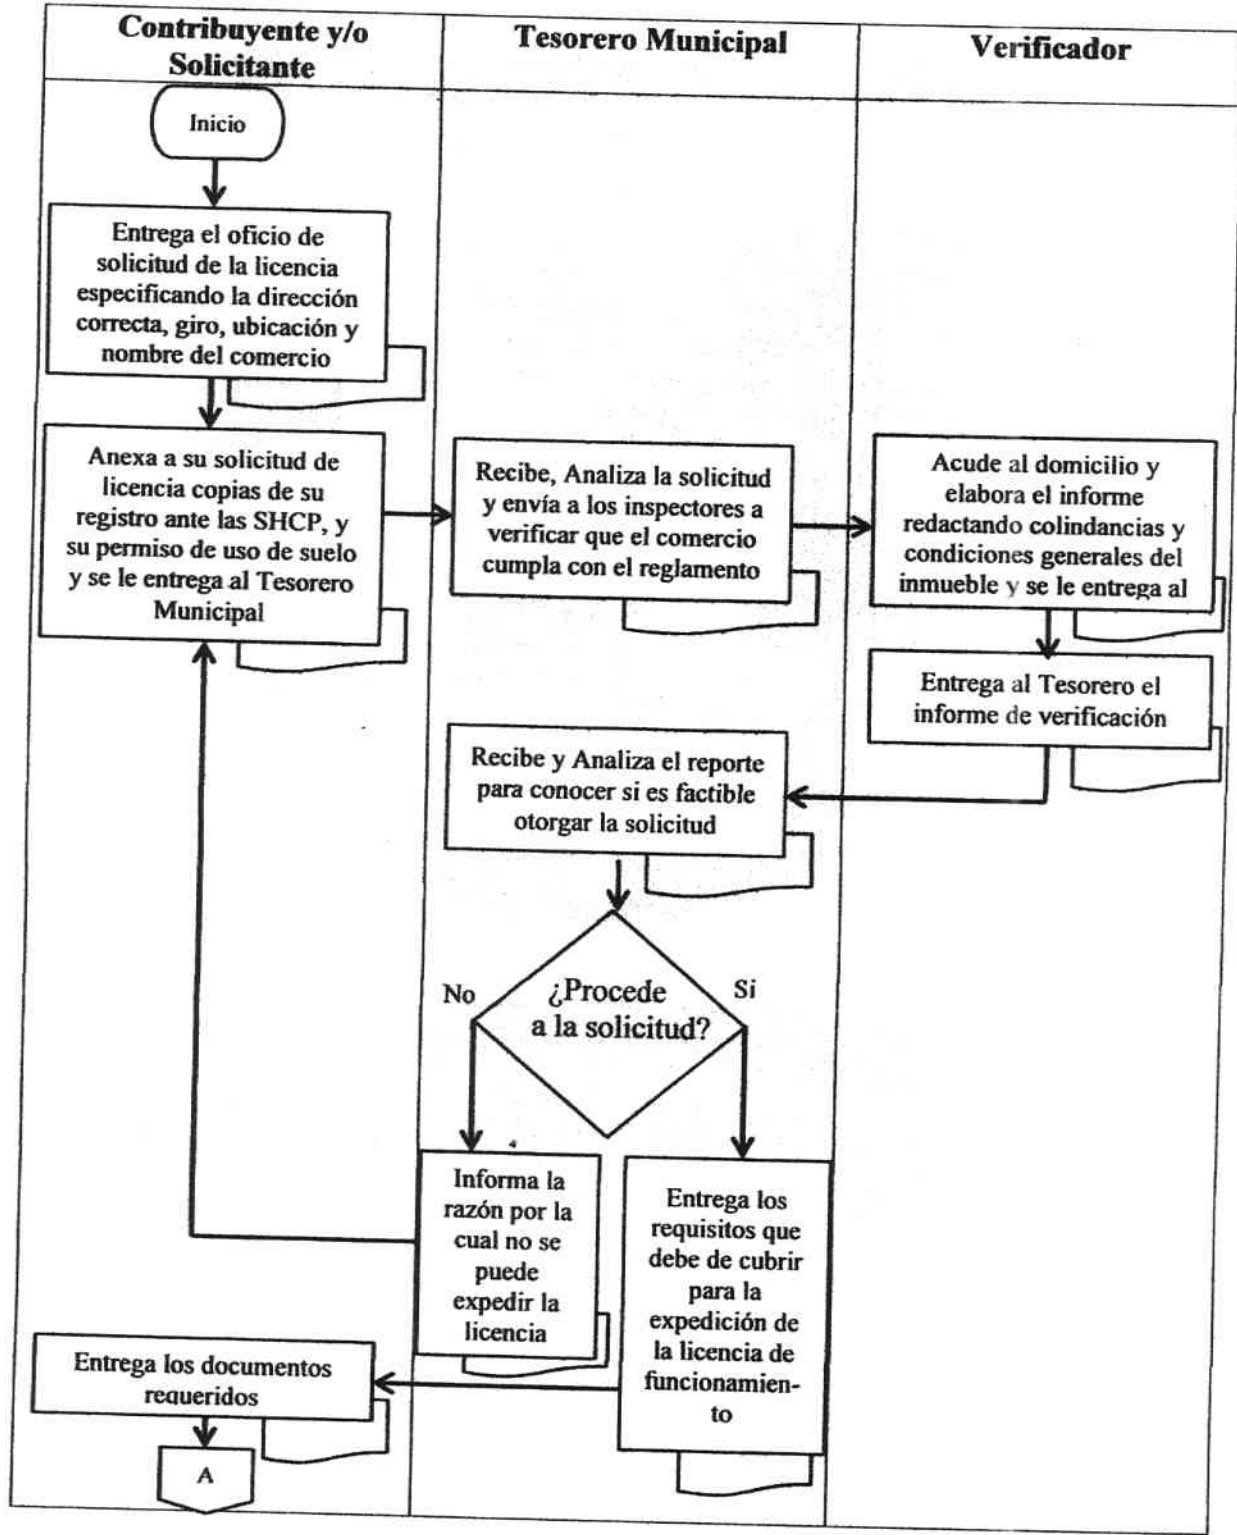 Contribuyente y/o
Solicitante
Tesorero Municipal
Verificador
Inicio
Entrega el oficio de
solicitud de la licencia
especificando la dirección
correcta, giro, ubicación y
nombre del comercio
Anexa a su solicitud de
licencia copias de su
registro ante las SHCP, y
su permiso de uso de suelo
y se le entrega al Tesorero
Municipal
Recibe, Analiza la solicitud
y envía a los inspectores a
verificar que el comercio
cumpla con el reglamento
Acude al domicilio y
elabora el informe
redactando colindancias y
condiciones generales del
inmueble y se le entrega al
Entrega al Tesorero el
informe de verificación
Recibe y Analiza el reporte
para conocer si es factible
otorgar la solicitud
No
¿Procede
a la solicitud?
Si
Informa la
razón por la
cual no se
puede
expedir la
licencia
Entrega los
requisitos que
debe de cubrir
para la
expedición de
la licencia de
funcionamien-
to
Entrega los documentos
requeridos
A